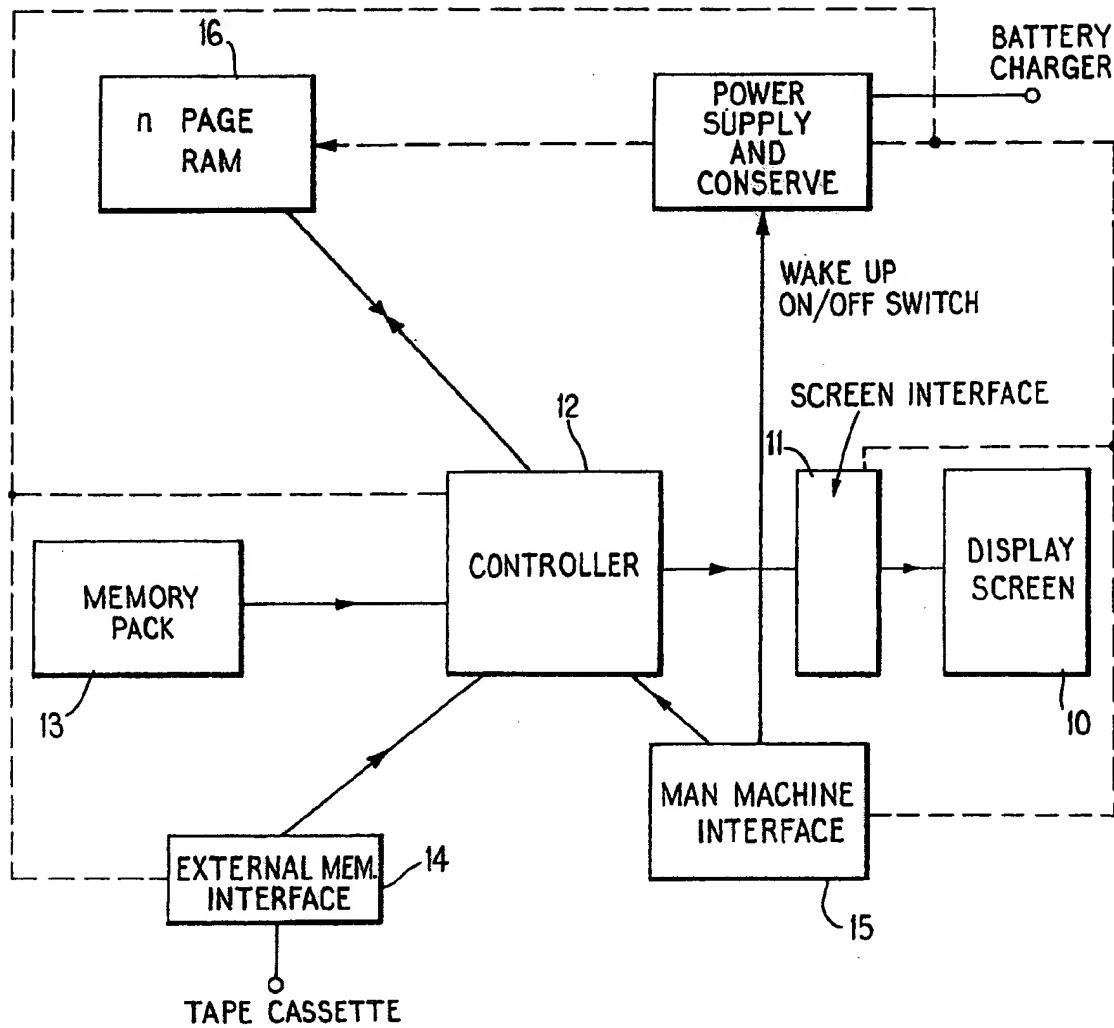 16
n PAGE
RAM
POWER
SUPPLY
AND
CONSERVE
BATTERY
CHARGER
WAKE UP
ON/OFF SWITCH
SCREEN INTERFACE
11
12
CONTROLLER
DISPLAY
SCREEN
10
MEMORY
PACK
13
MAN MACHINE
INTERFACE
15
EXTERNAL MEM.
INTERFACE
14
TAPE CASSETTE